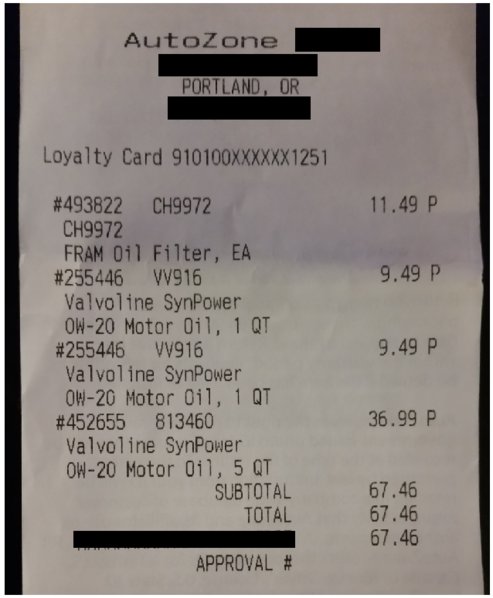 AutoZone
PORTLAND, OR
Loyalty Card 910100XXXXXX1251
#493822 CH9972 11.49 P
CH9972
FRAM Oil Filter, EA
#255446 VV916 9.49 P
Valvoline SynPower
0W-20 Motor Oil, 1 QT
#255446 VV916 9.49 P
Valvoline SynPower
0W-20 Motor Oil, 1 QT
#452655 813460 36.99 P
Valvoline SynPower
0W-20 Motor Oil, 5 QT
SUBTOTAL 67.46
TOTAL 67.46
67.46
APPROVAL #